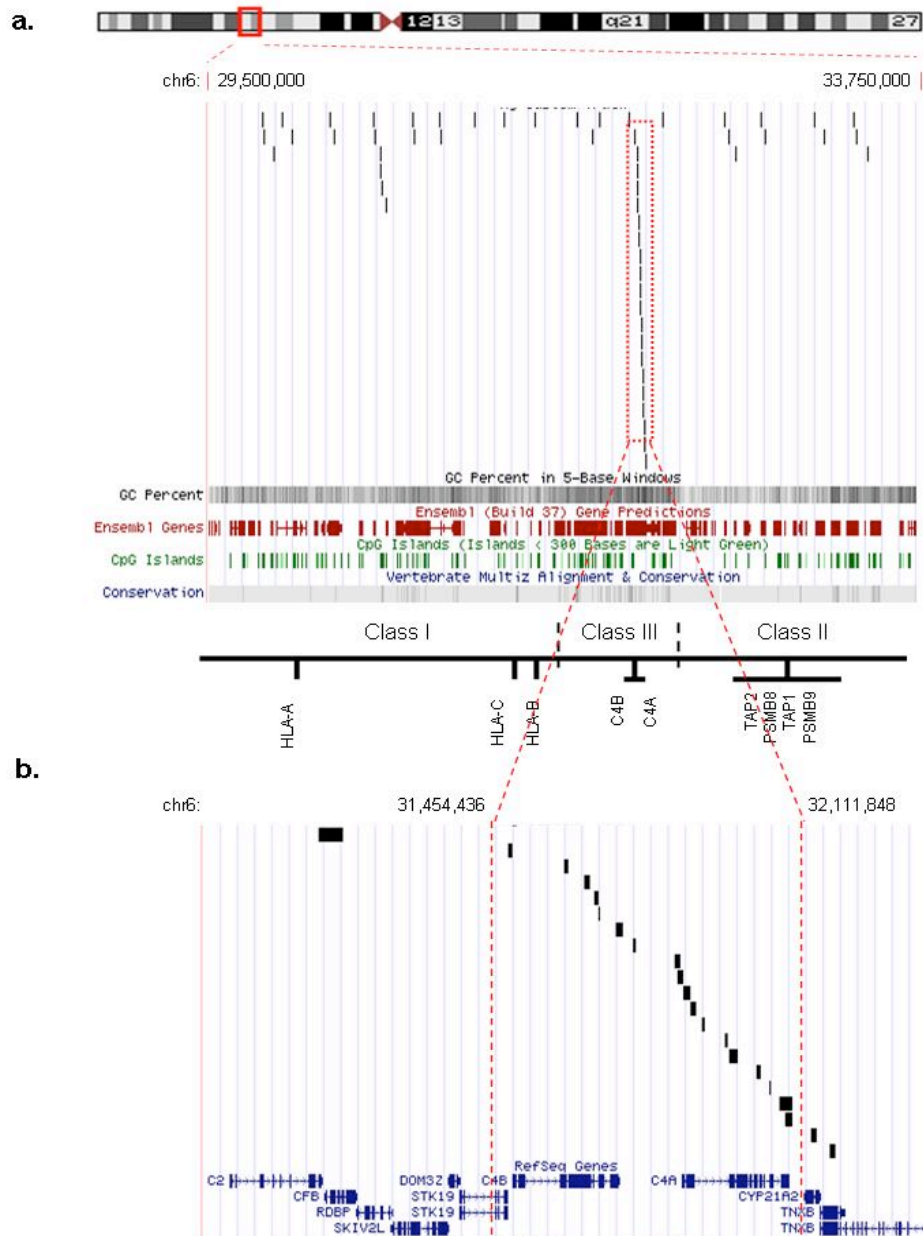 a.
12 13 q21 27
chr6: 29,500,000 33,750,000
GC Percent in 5-Base Windows
GC Percent
Ensembl (Build 37) Gene Predictions
Ensembl Genes
CpG Islands (Islands < 300 Bases are Light Green)
CpG Islands
Vertebrate Multiz Alignment & Conservation
Conservation
Class I Class III Class II
HLA-A HLA-C HLA-B C4B C4A TAP2 PSMB8 TAP1 PSMB9
b.
chr6: 31,454,436 32,111,848
RefSeq Genes
C2 DOM3Z C4B C4A
CFB STK19 CYP21A2
RDBP STK19 TNXB
SKIV2L TNXB